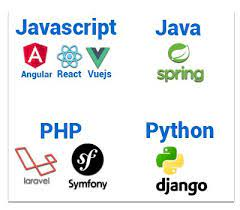 Javascript
Angular React Vuejs
Java
spring
PHP
laravel Symfony
Python
django